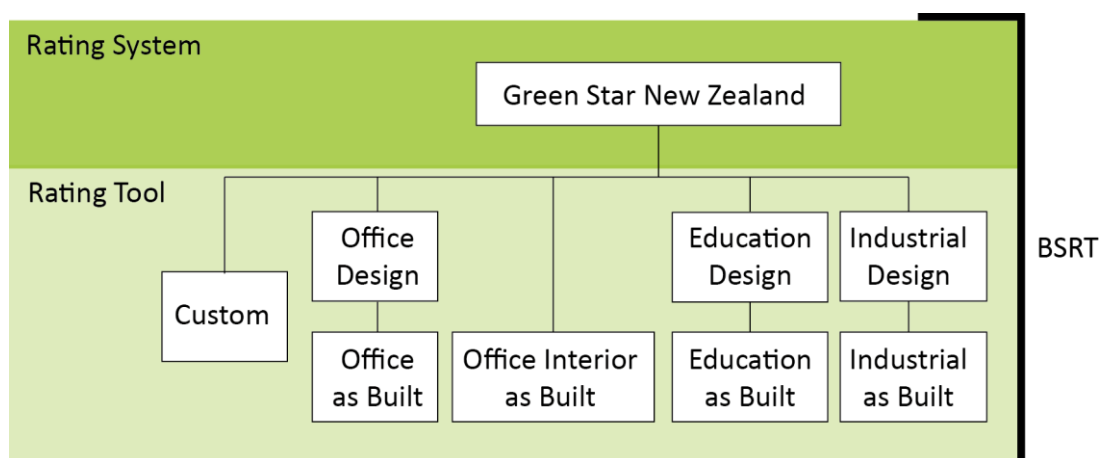 Rating System
Green Star New Zealand
Rating Tool
Office
Design
Education
Design
Industrial
Design
BSRT
Custom
Office
as Built
Office Interior
as Built
Education
as Built
Industrial
as Built